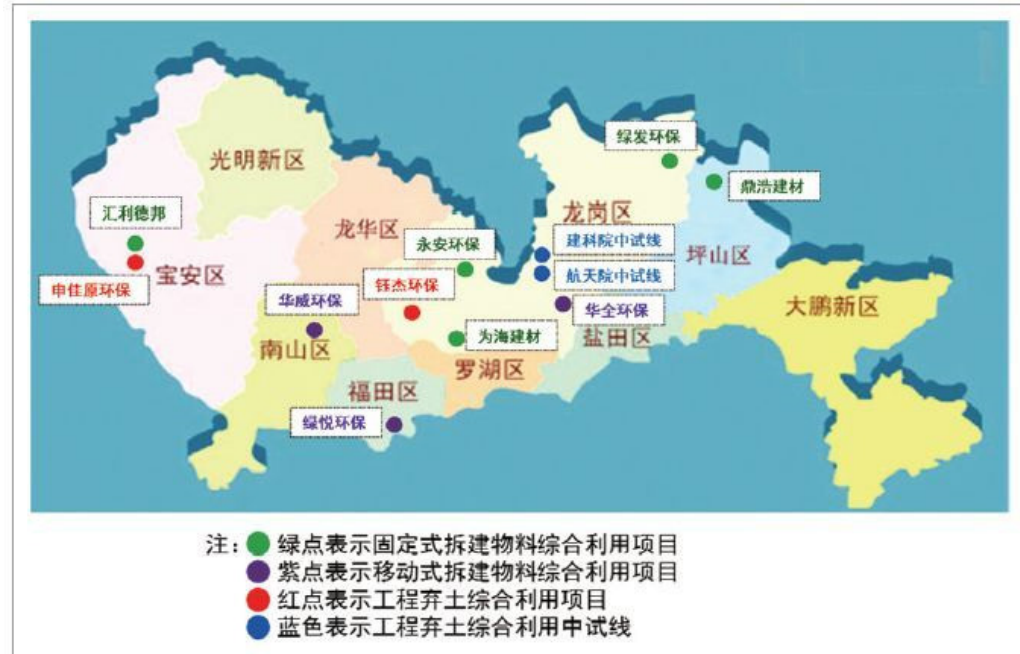 绿发环保
光明新区
鼎浩建材
汇利德邦
龙岗区
龙华区
永安环保
建科院中试线
坪山区
宝安区
航天院中试线
申佳原环保
钰杰环保
华威环保
华全环保
大鹏新区
为海建材
盐田区
南山区
罗湖区
福田区
绿悦环保
注：绿点表示固定式拆建物料综合利用项目
紫点表示移动式拆建物料综合利用项目
红点表示工程弃土综合利用项目
蓝色表示工程弃土综合利用中试线